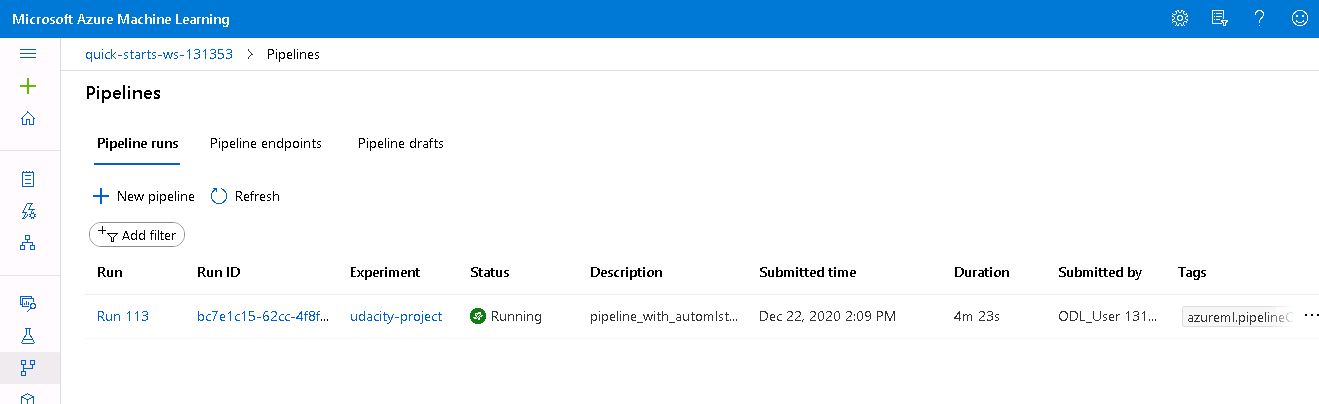 Microsoft Azure Machine Learning
quick-starts-ws-131353 > Pipelines
Pipelines
Pipeline runs Pipeline endpoints Pipeline drafts
New pipeline Refresh
Add filter
Run Run ID Experiment Status Description Submitted time Duration Submitted by Tags
Run 113 bc7e1c15-62cc-4f8f... udacity-project Running pipeline_with_automlst... Dec 22, 2020 2:09 PM 4m 23s ODL_User 131... azureml.pipelineC ...